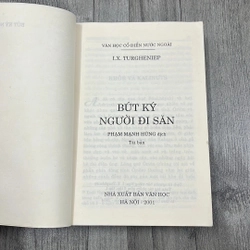 VĂN HỌC CỔ ĐIỂN NƯỚC NGOÀI
I.X. TURGHENIEP
BÚT KÝ
NGƯỜI ĐI SĂN
PHẠM MẠNH HÙNG dịch
Tái bản
NHÀ XUẤT BẢN VĂN HỌC
HÀ NỘI - 2001